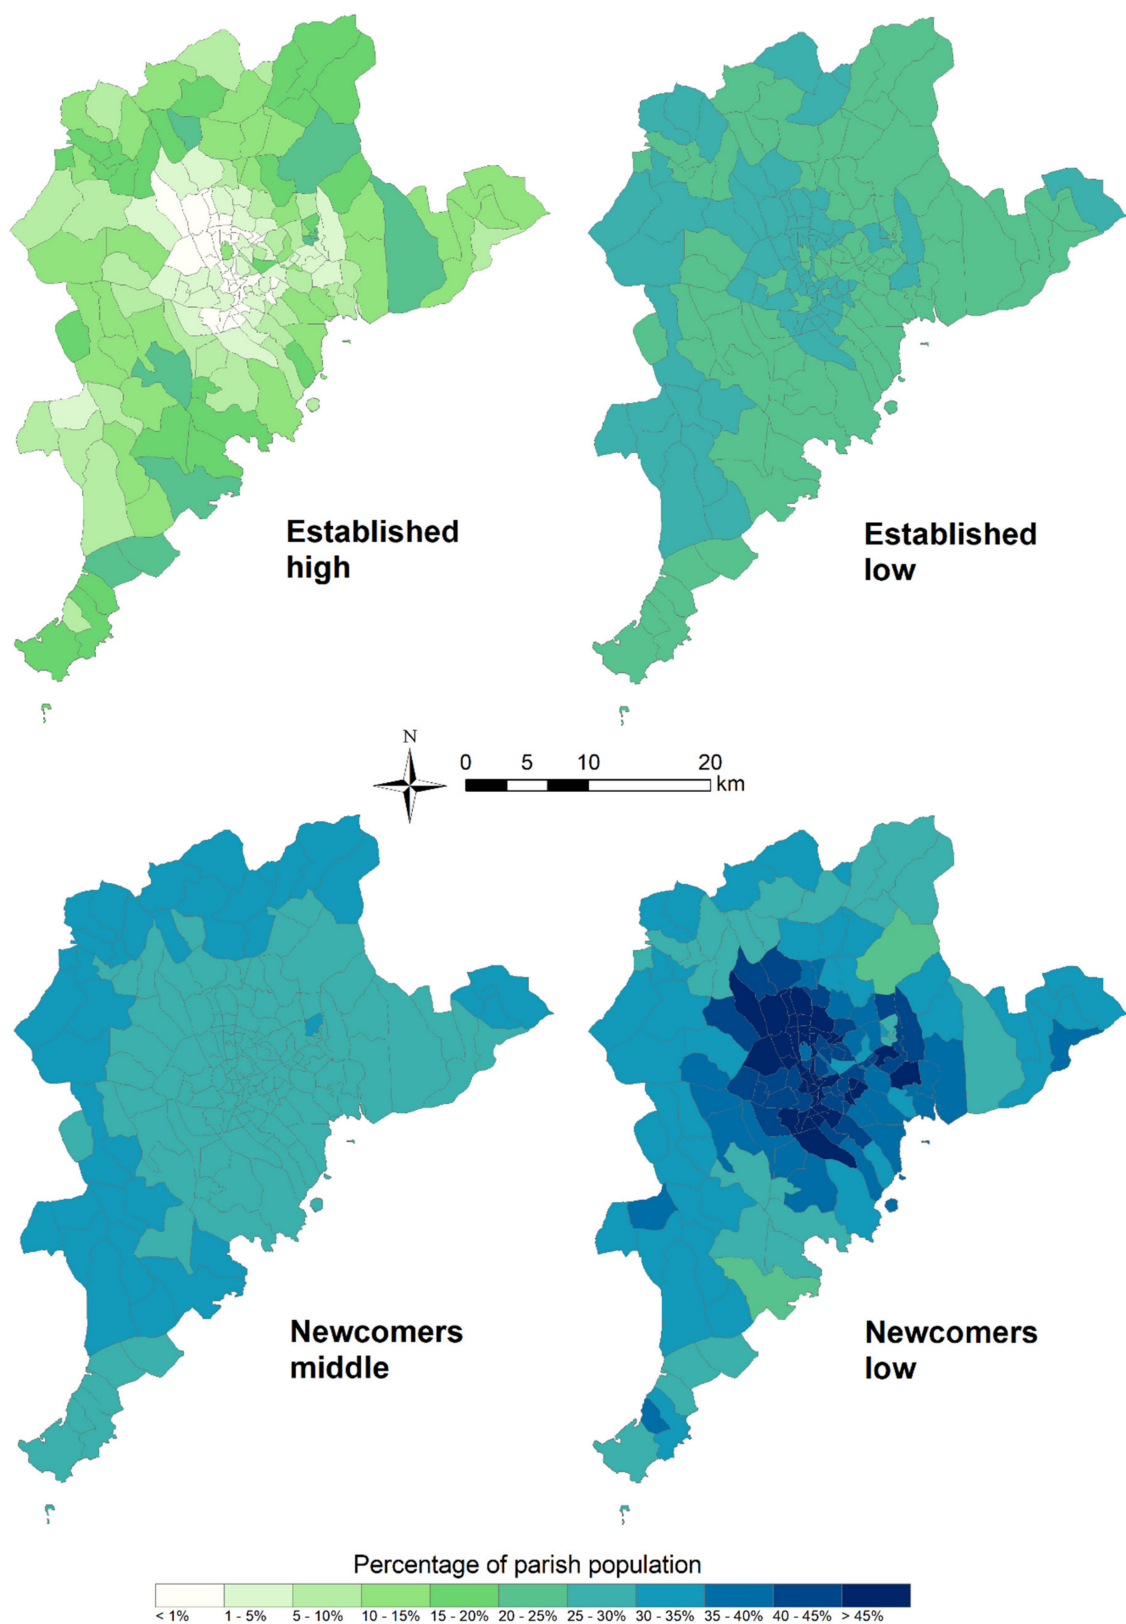 Established
high
Established
low
N
0 5 10 20
km
Newcomers
middle
Newcomers
low
Percentage of parish population
< 1% 1 - 5% 5 - 10% 10 - 15% 15 - 20% 20 - 25% 25 - 30% 30 - 35% 35 - 40% 40 - 45% > 45%